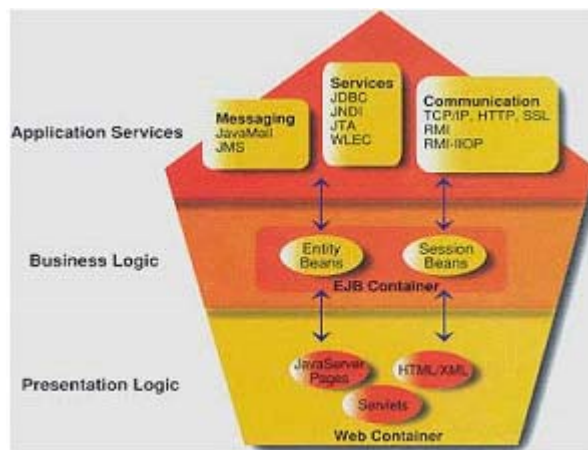 Application Services
Messaging
JavaMail
JMS
Services
JDBC
JNDI
JTA
WLEC
Communication
TCP/IP, HTTP, SSL
RMI
RMI-IIOP
Business Logic
Entity
Beans
Session
Beans
EJB Container
Presentation Logic
JavaServer
Pages
HTML/XML
Servlets
Web Container